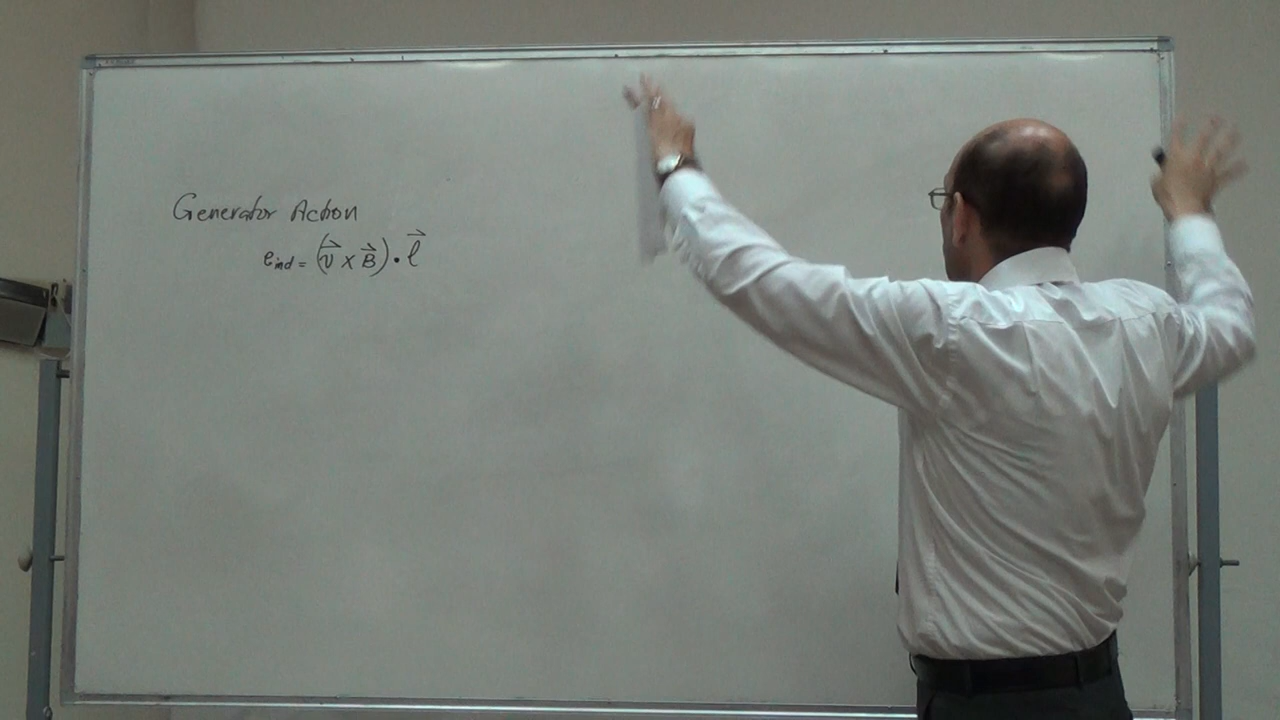 Generator Action
e_ind = (v⃗ × B⃗) • ℓ⃗